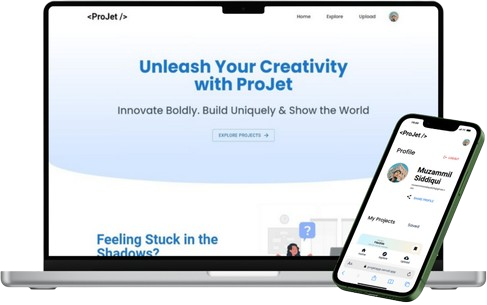 <ProJet />
Home Explore Upload
Unleash Your Creativity
with ProJet
Innovate Boldly. Build Uniquely & Show the World
EXPLORE PROJECTS →
Feeling Stuck in the
Shadows?
?
<ProJet />
Profile
Muzammil
Siddiqui
My Projects
Saved